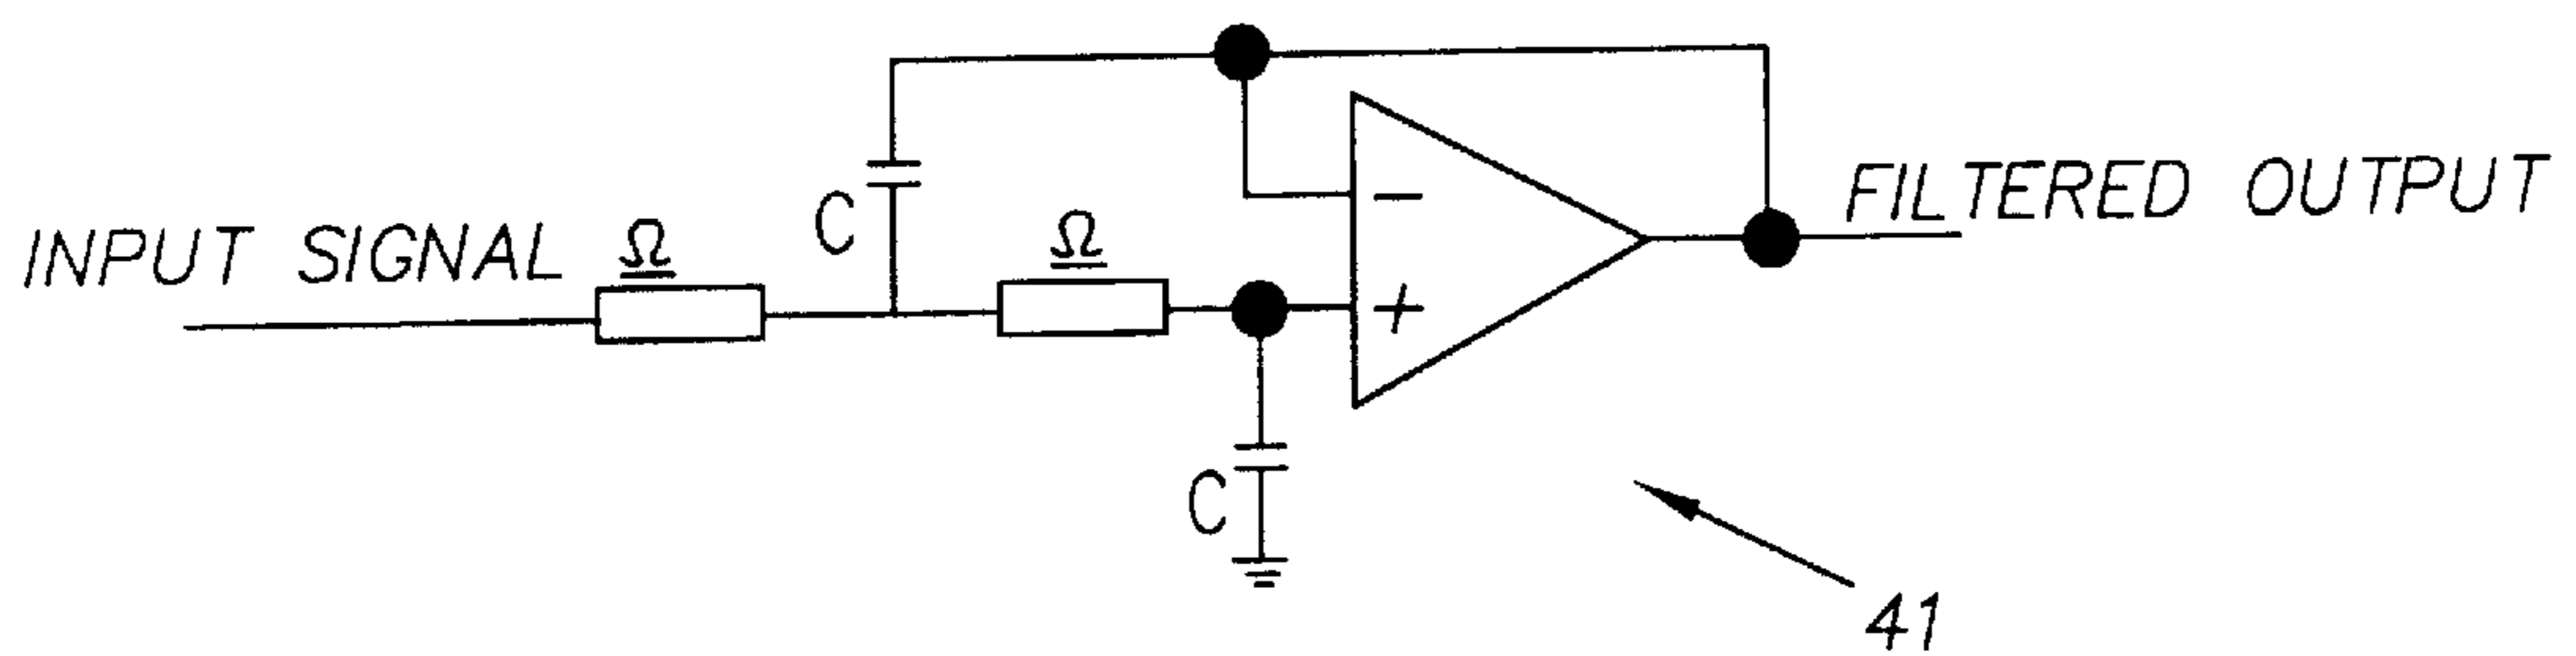 INPUT SIGNAL
Ω
C
Ω
−
+
C
FILTERED OUTPUT
41